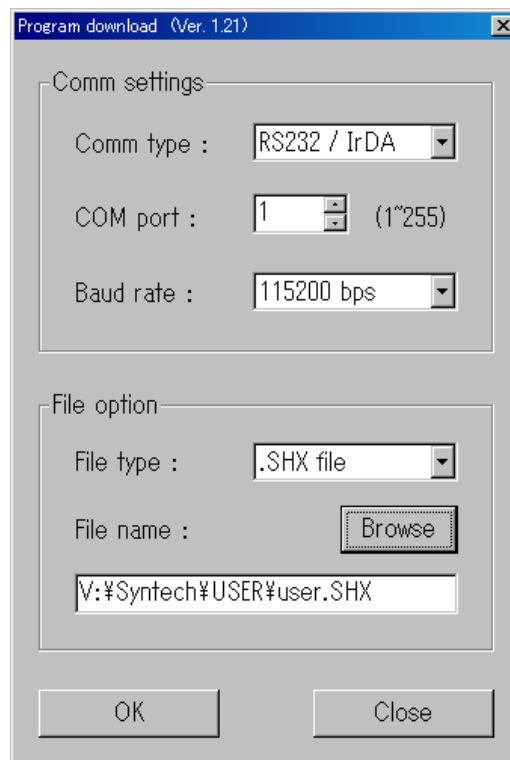 Program download (Ver. 1.21)
Comm settings
Comm type : RS232 / IrDA
COM port : 1 (1~255)
Baud rate : 115200 bps
File option
File type : .SHX file
File name : Browse
V:¥Syntech¥USER¥user.SHX
OK Close